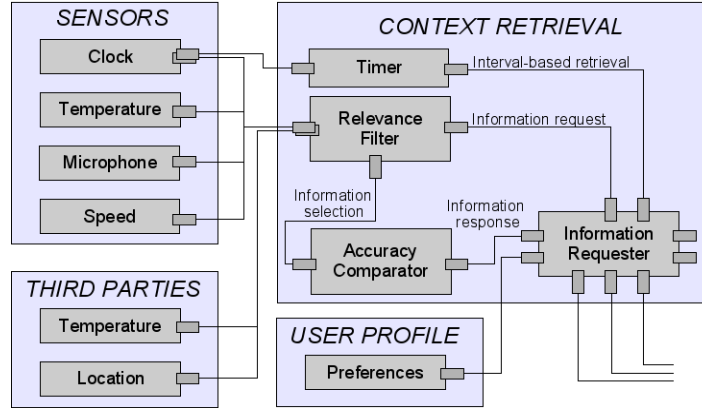 SENSORS
Clock
Temperature
Microphone
Speed
THIRD PARTIES
Temperature
Location
CONTEXT RETRIEVAL
Timer
Interval-based retrieval
Relevance
Filter
Information request
Information
selection
Information
response
Accuracy
Comparator
Information
Requester
USER PROFILE
Preferences